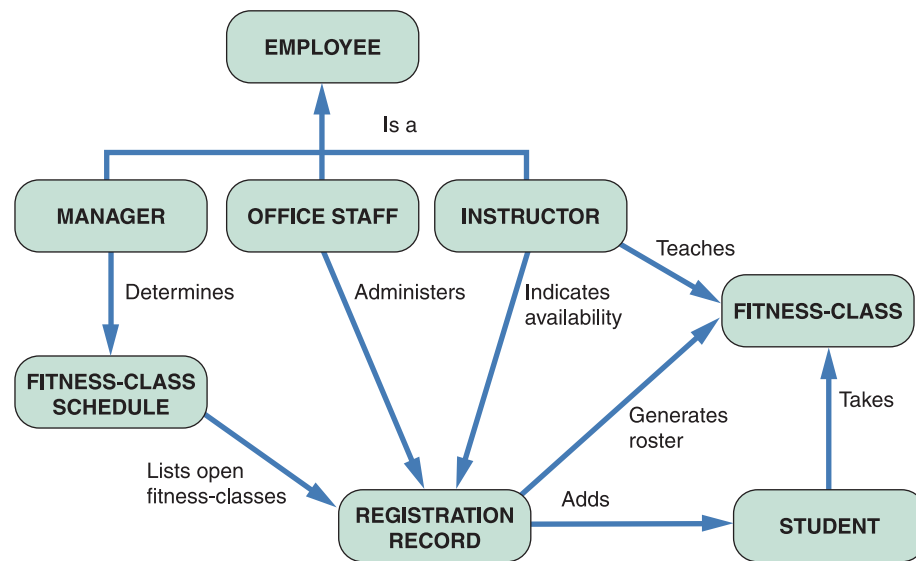 EMPLOYEE
Is a
MANAGER
OFFICE STAFF
INSTRUCTOR
Teaches
Determines
Administers
Indicates
availability
FITNESS-CLASS
FITNESS-CLASS
SCHEDULE
Generates
roster
Takes
Lists open
fitness-classes
REGISTRATION
RECORD
Adds
STUDENT